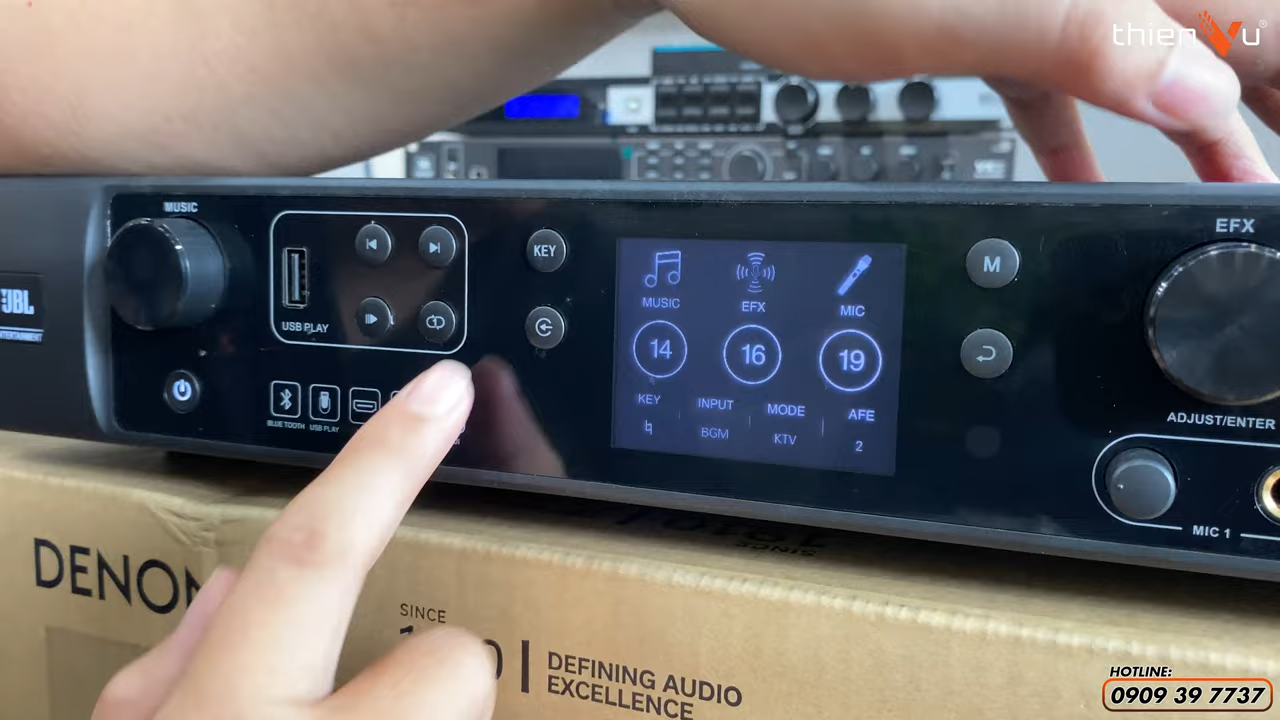 thienVu®
MUSIC
EFX
JBL
USB PLAY
KEY
M
MUSIC
EFX
MIC
14
16
19
KEY
INPUT
MODE
AFE
BGM
KTV
2
BLUE TOOTH
USB PLAY
ADJUST/ENTER
MIC 1
DENON
SINCE
SINCE
DEFINING AUDIO
EXCELLENCE
HOTLINE:
0909 39 7737